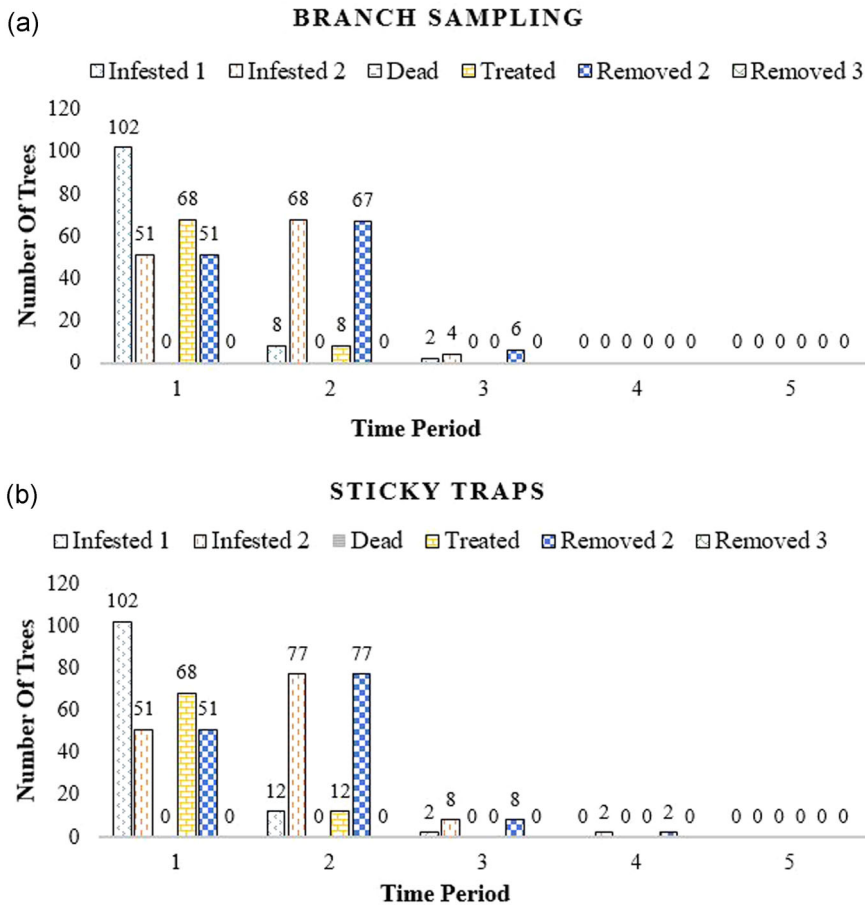 (a)
BRANCH SAMPLING
Infested 1 Infested 2 Dead Treated Removed 2 Removed 3
Number Of Trees
120
100
80
60
40
20
0
102 51 0 68 51 0
8 68 0 8 67 0
2 4 0 0 6 0
0 0 0 0 0 0
0 0 0 0 0 0
1 2 3 4 5
Time Period
(b)
STICKY TRAPS
Infested 1 Infested 2 Dead Treated Removed 2 Removed 3
Number Of Trees
120
100
80
60
40
20
0
102 51 0 68 51 0
12 77 0 12 77 0
2 8 0 0 8 0
0 2 0 0 2 0
0 0 0 0 0 0
1 2 3 4 5
Time Period